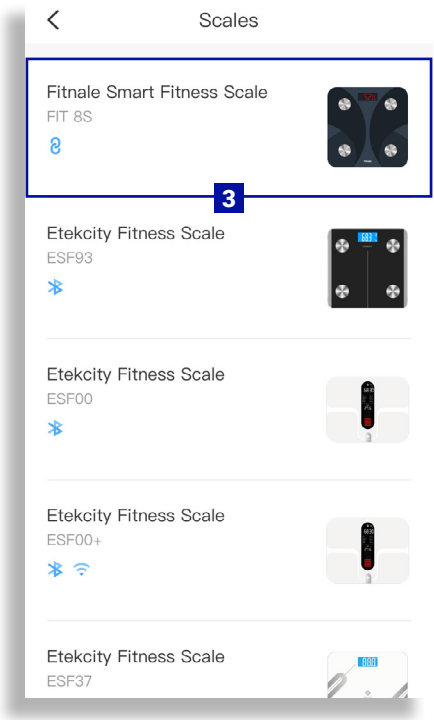 Scales
Fitnale Smart Fitness Scale
FIT 8S
3
Etekcity Fitness Scale
ESF93
Etekcity Fitness Scale
ESF00
Etekcity Fitness Scale
ESF00+
Etekcity Fitness Scale
ESF37